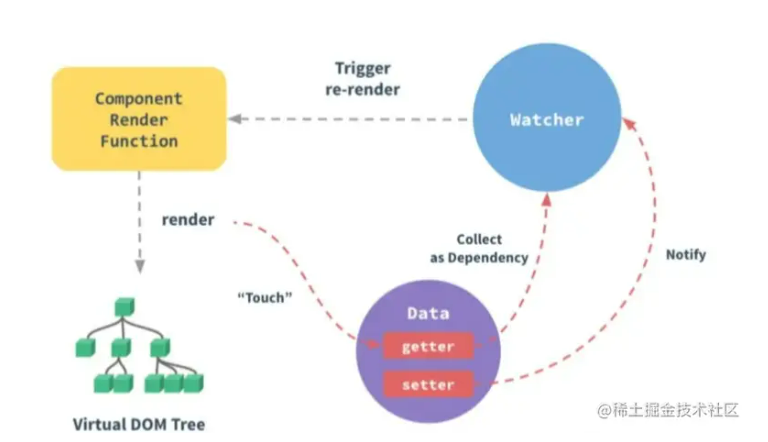 Trigger
re-render
Component
Render
Function
Watcher
render
Collect
as Dependency
Notify
“Touch”
Data
getter
setter
Virtual DOM Tree
@稀土掘金技术社区